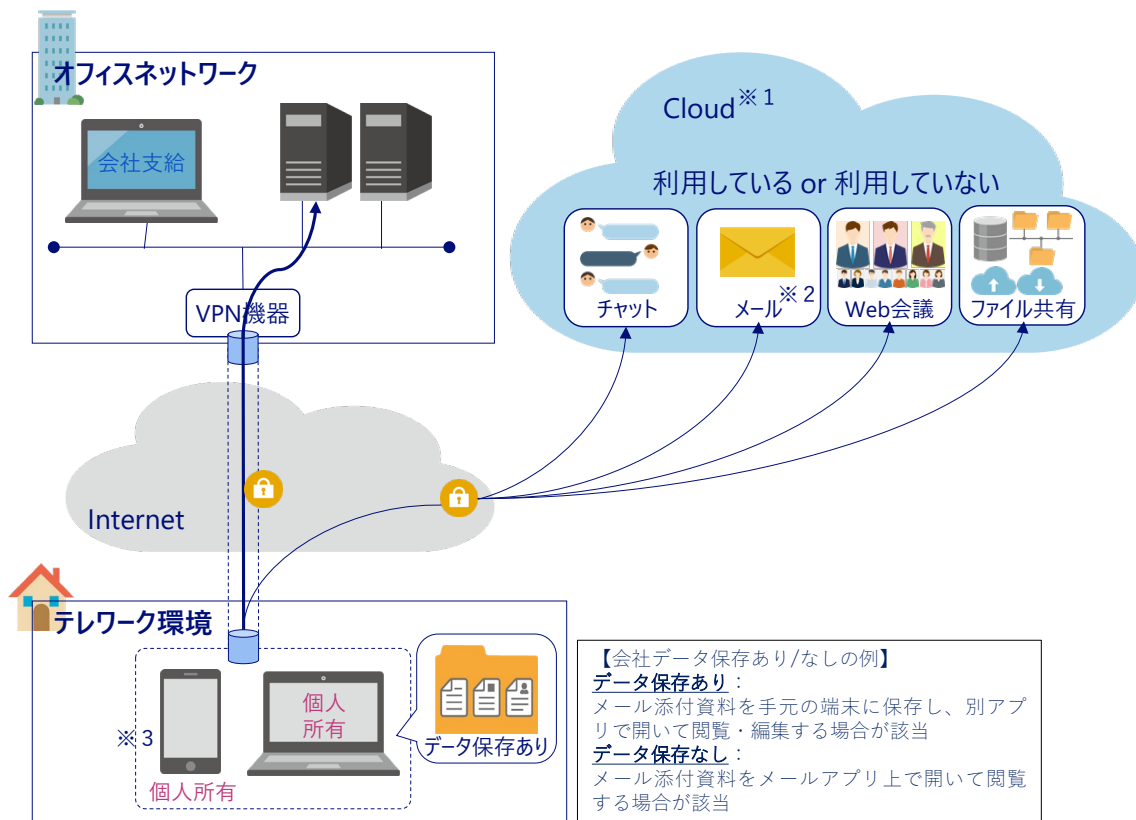 オフィスネットワーク
会社支給
VPN機器
Cloud※1
利用している or 利用していない
チャット
メール※2
Web会議
ファイル共有
Internet
テレワーク環境
※3
個人所有
個人
所有
データ保存あり
【会社データ保存あり/なしの例】
データ保存あり：
メール添付資料を手元の端末に保存し、別アプ
リで開いて閲覧・編集する場合が該当
データ保存なし：
メール添付資料をメールアプリ上で開いて閲覧
する場合が該当